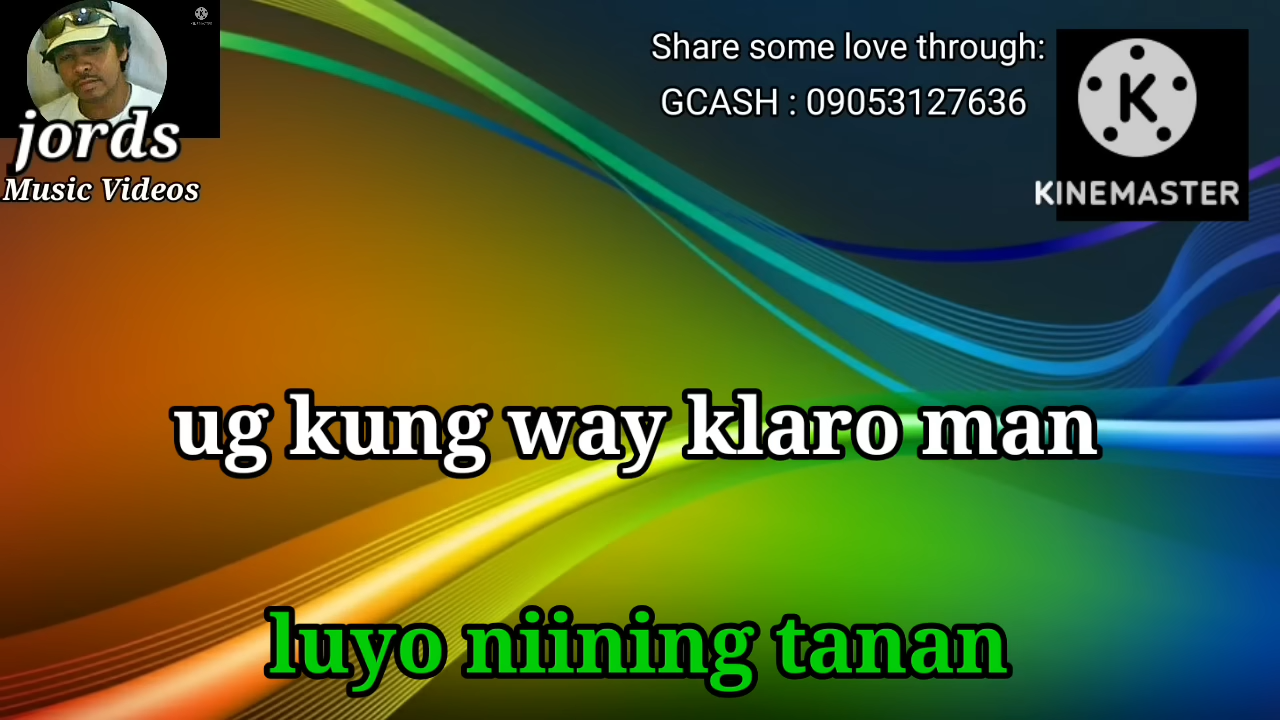 Share some love through:
GCASH : 09053127636
K
KINEMASTER
jords
Music Videos
ug kung way klaro man
luyo niining tanan